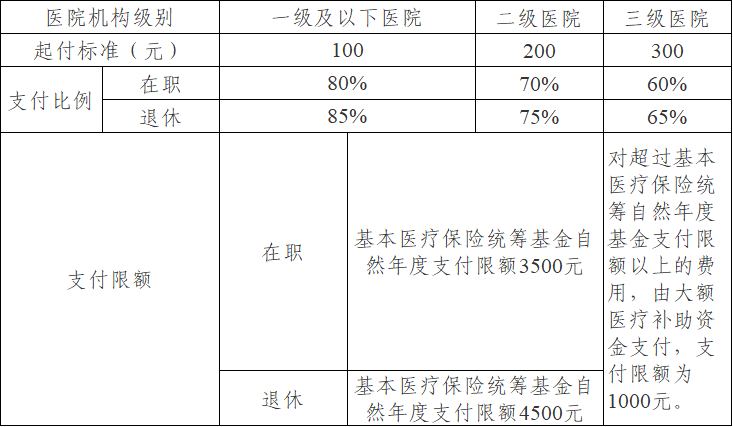 医院机构级别 一级及以下医院 二级医院 三级医院
起付标准（元） 100 200 300
支付比例 在职 80% 70% 60%
退休 85% 75% 65%
支付限额
在职
基本医疗保险统筹基金自
然年度支付限额3500元
退休
基本医疗保险统筹基金自
然年度支付限额4500元
对超过基本
医疗保险统
筹自然年度
基金支付限
额以上的费
用，由大额
医疗补助资
金支付，支
付限额为
1000元。